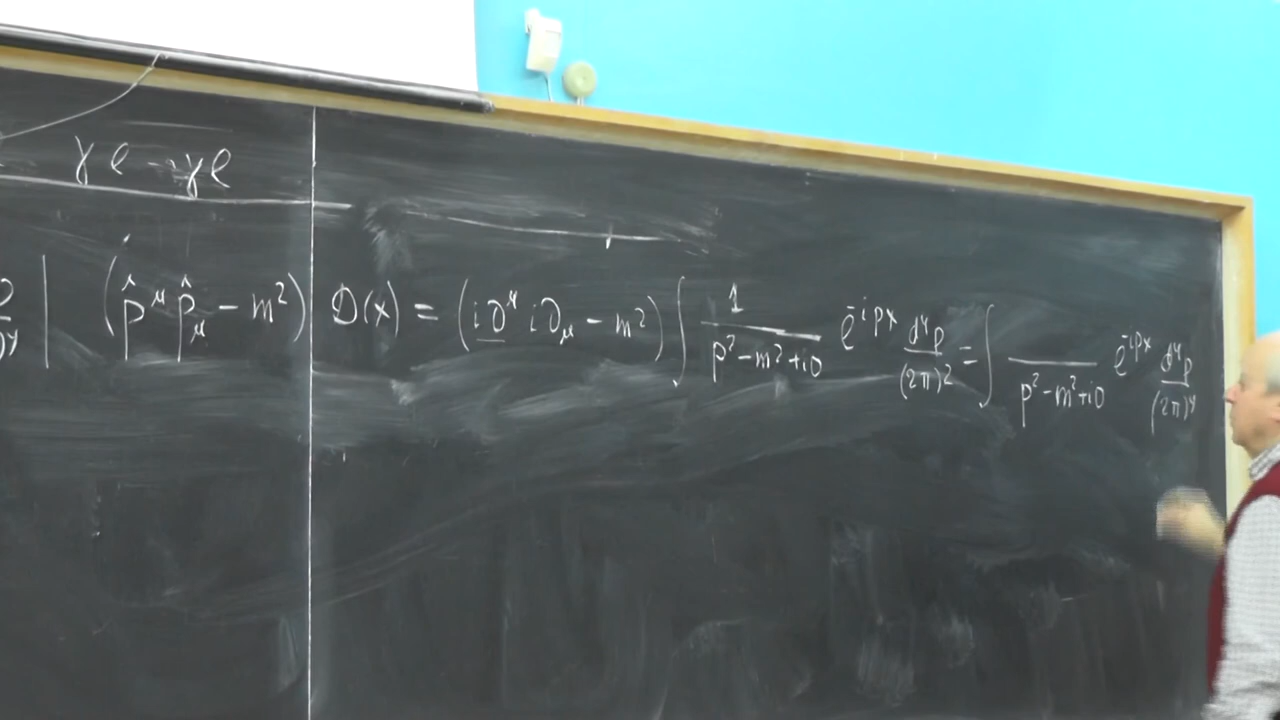 γe → γe
(p̂^μ p̂_μ − m²) D(x) = (i∂^μ i∂_μ − m²) ∫ 1/(p² − m² + i0) e^{−ipx} d⁴p/(2π)² = ∫ ―/(p² − m² + i0) e^{−ipx} d⁴p/(2π)⁴